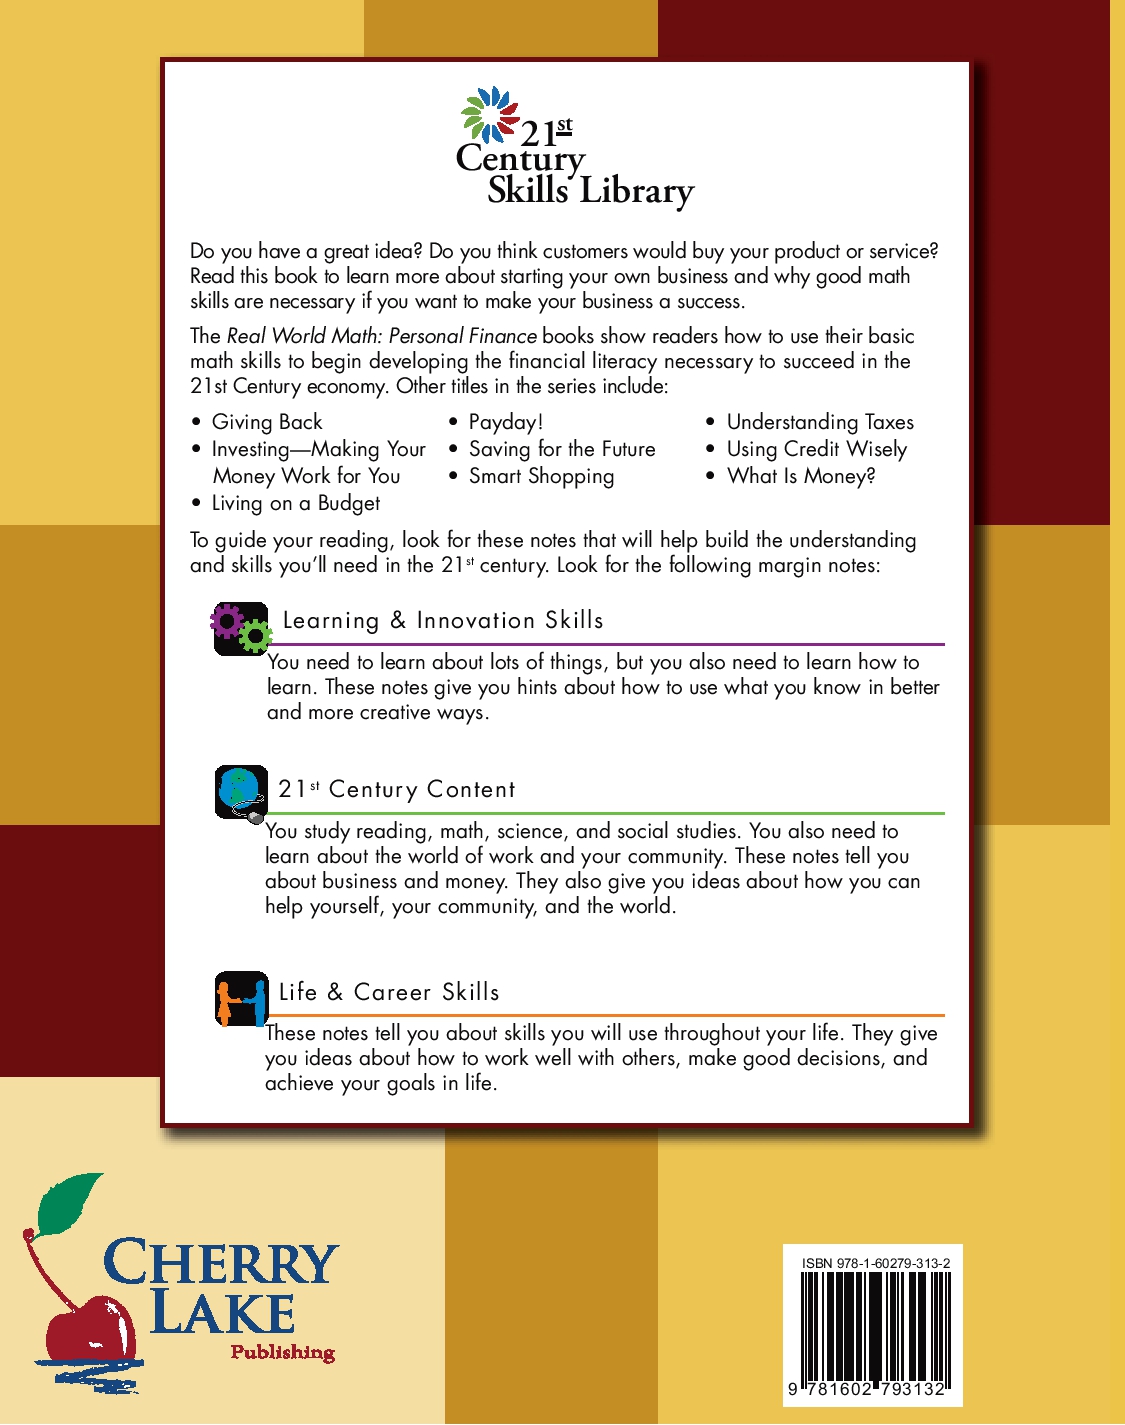 21st
Century
Skills Library
Do you have a great idea? Do you think customers would buy your product or service?
Read this book to learn more about starting your own business and why good math
skills are necessary if you want to make your business a success.
The Real World Math: Personal Finance books show readers how to use their basic
math skills to begin developing the financial literacy necessary to succeed in the
21st Century economy. Other titles in the series include:
• Giving Back
• Investing—Making Your
Money Work for You
• Living on a Budget
• Payday!
• Saving for the Future
• Smart Shopping
• Understanding Taxes
• Using Credit Wisely
• What Is Money?
To guide your reading, look for these notes that will help build the understanding
and skills you'll need in the 21st century. Look for the following margin notes:
Learning & Innovation Skills
You need to learn about lots of things, but you also need to learn how to
learn. These notes give you hints about how to use what you know in better
and more creative ways.
21st Century Content
You study reading, math, science, and social studies. You also need to
learn about the world of work and your community. These notes tell you
about business and money. They also give you ideas about how you can
help yourself, your community, and the world.
Life & Career Skills
These notes tell you about skills you will use throughout your life. They give
you ideas about how to work well with others, make good decisions, and
achieve your goals in life.
CHERRY
LAKE
Publishing
ISBN 978-1-60279-313-2
9 781602 793132